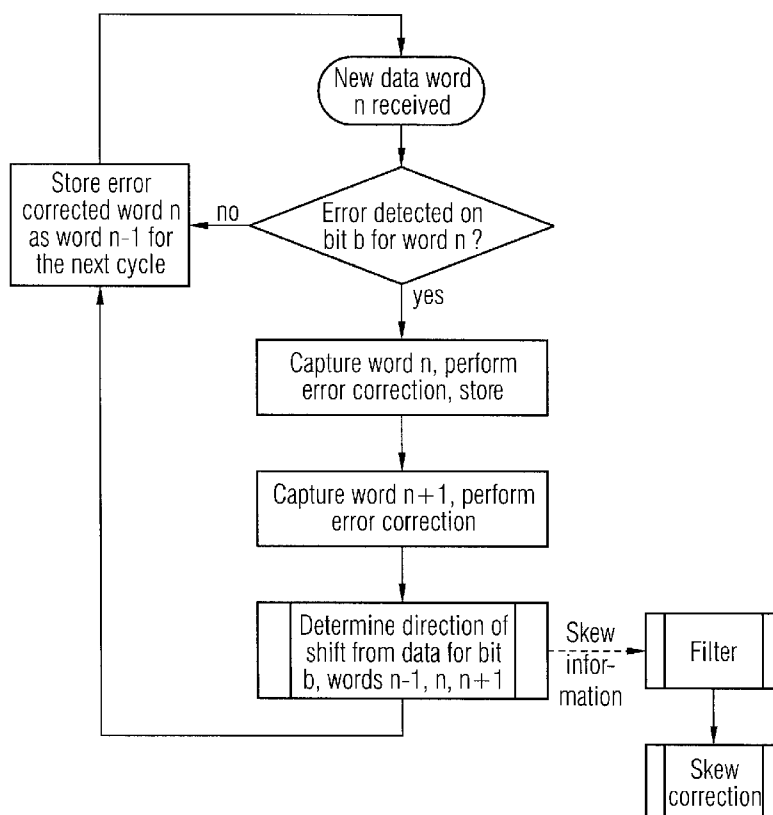 New data word
n received
Store error
corrected word n
as word n-1 for
the next cycle
no
Error detected on
bit b for word n ?
yes
Capture word n, perform
error correction, store
Capture word n+1, perform
error correction
Determine direction of
shift from data for bit
b, words n-1, n, n+1
Skew
infor-
mation
Filter
Skew
correction